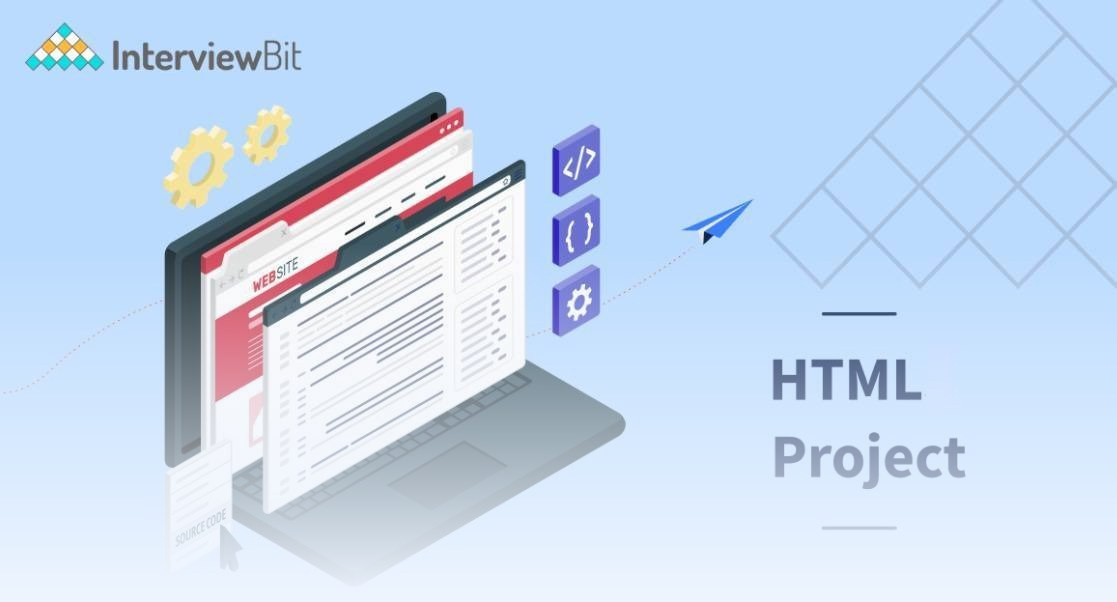 InterviewBit
WEBSITE
</>
{ }
HTML
Project
SOURCE CODE